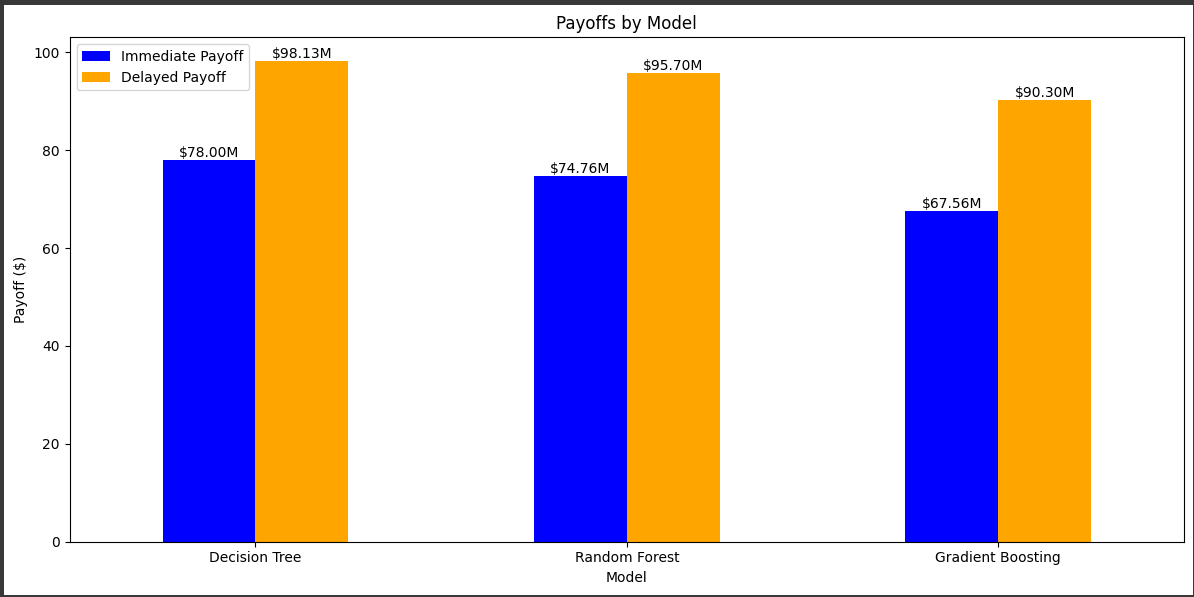 Payoffs by Model
Immediate Payoff
Delayed Payoff
$78.00M
$98.13M
$74.76M
$95.70M
$67.56M
$90.30M
Payoff ($)
100
80
60
40
20
0
Decision Tree
Random Forest
Gradient Boosting
Model